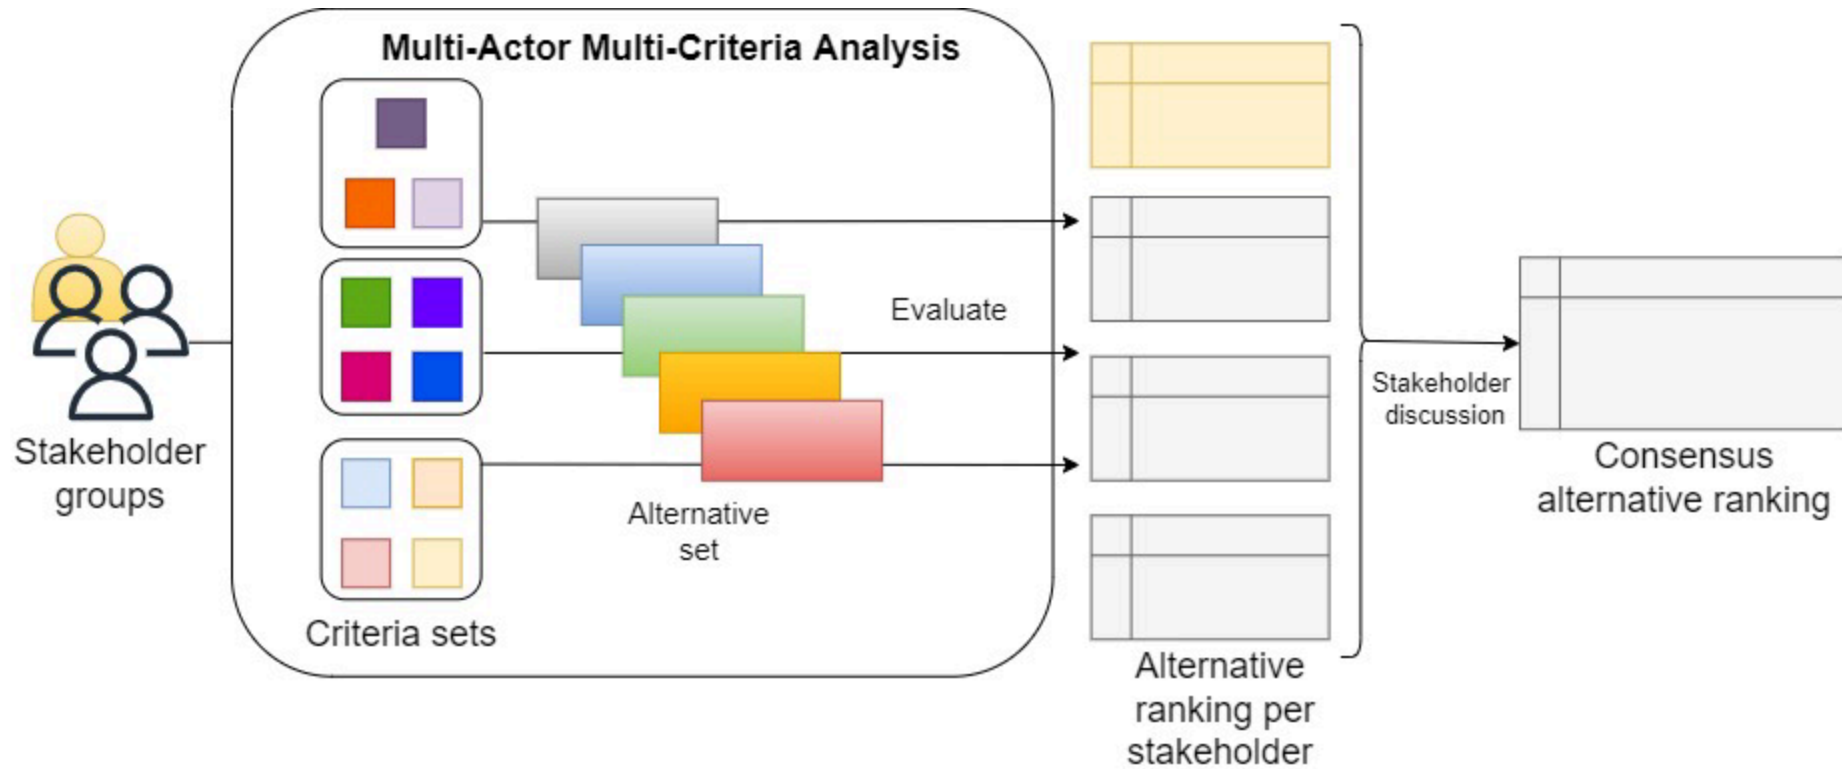 Multi-Actor Multi-Criteria Analysis
Stakeholder
groups
Criteria sets
Alternative
set
Evaluate
Alternative
ranking per
stakeholder
Stakeholder
discussion
Consensus
alternative ranking